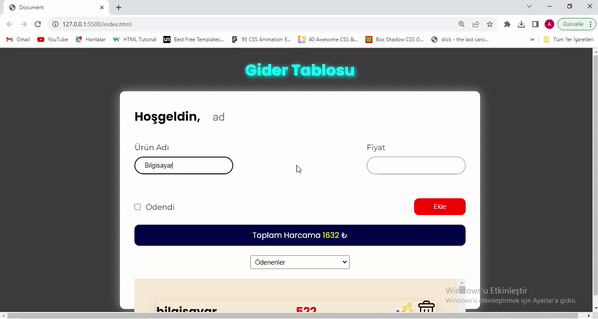 Document
127.0.0.1:5500/index.html
Güncelle
Gmail YouTube Haritalar HTML Tutorial Best Free Templates... 95 CSS Animation E... 40 Awesome CSS &... Box Shadow CSS G... slick - the last caro... » Tüm Yer İşaretleri
Gider Tablosu
Hoşgeldin, ad
Ürün Adı Fiyat
Bilgisayar
Ödendi Ekle
Toplam Harcama 1632 ₺
Ödenenler
bilgisayar 522
Windows'u Etkinleştir
Windows'u etkinleştirmek için Ayarlar'a gidin.